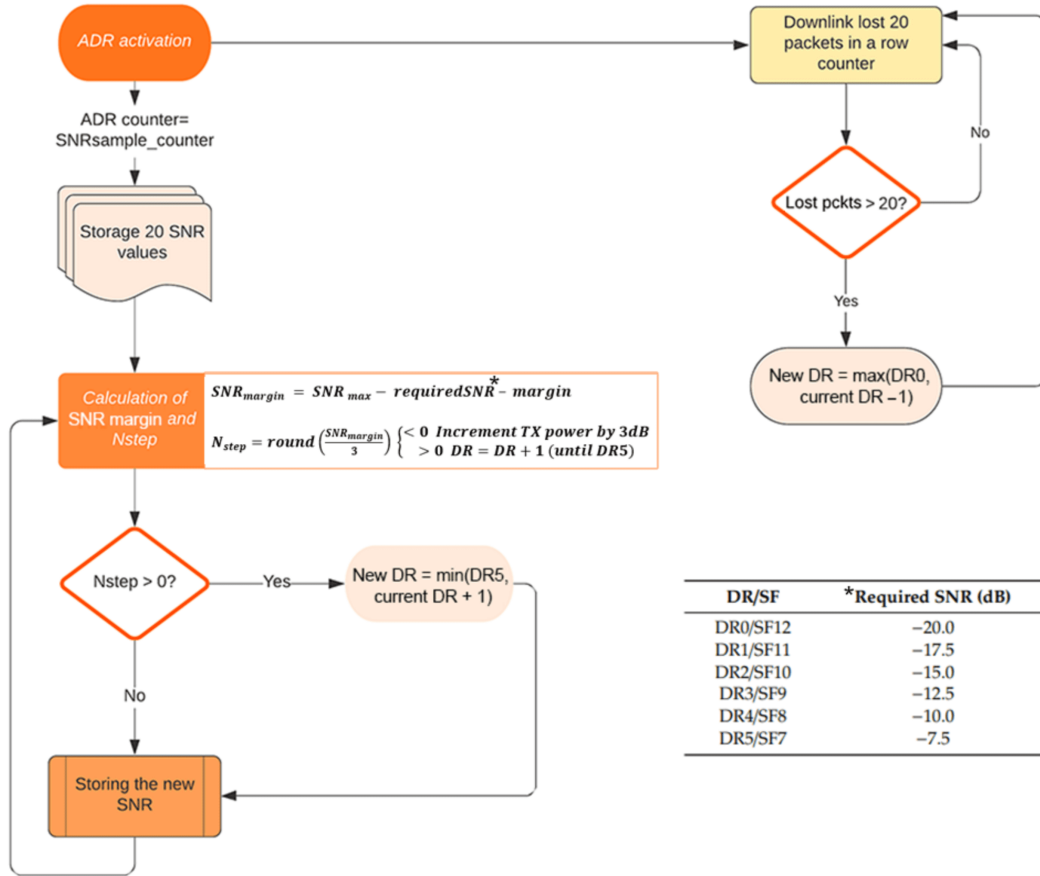 ADR activation
ADR counter=
SNRsample_counter
Storage 20 SNR
values
Calculation of
SNR margin and
Nstep
SNR_margin = SNR_max − requiredSNR* − margin
N_step = round (SNR_margin / 3) { < 0 Increment TX power by 3dB
> 0 DR = DR + 1 (until DR5)
Nstep > 0?
Yes
New DR = min(DR5,
current DR + 1)
No
Storing the new
SNR
Downlink lost 20
packets in a row
counter
No
Lost pckts > 20?
Yes
New DR = max(DR0,
current DR −1)
DR/SF *Required SNR (dB)
DR0/SF12 −20.0
DR1/SF11 −17.5
DR2/SF10 −15.0
DR3/SF9 −12.5
DR4/SF8 −10.0
DR5/SF7 −7.5